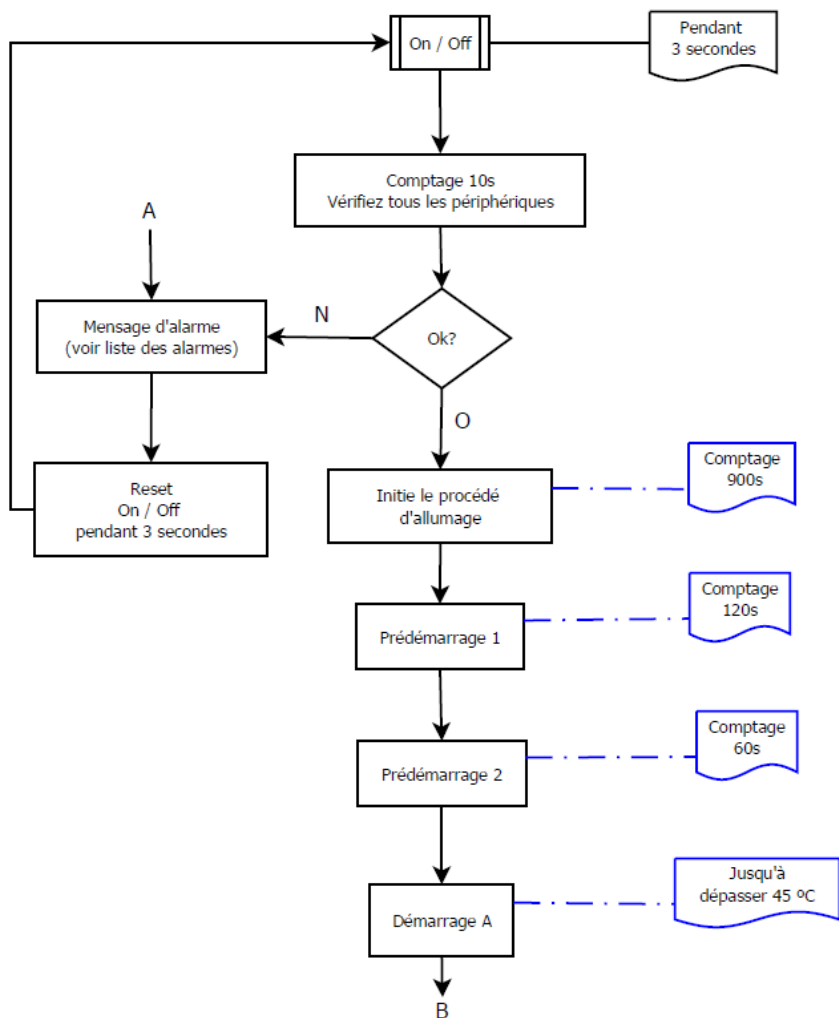 On / Off
Pendant
3 secondes
Comptage 10s
Vérifiez tous les périphériques
A
Mensage d'alarme
(voir liste des alarmes)
N
Ok?
O
Reset
On / Off
pendant 3 secondes
Initie le procédé
d'allumage
Comptage
900s
Prédémarrage 1
Comptage
120s
Prédémarrage 2
Comptage
60s
Démarrage A
Jusqu'à
dépasser 45 ºC
B